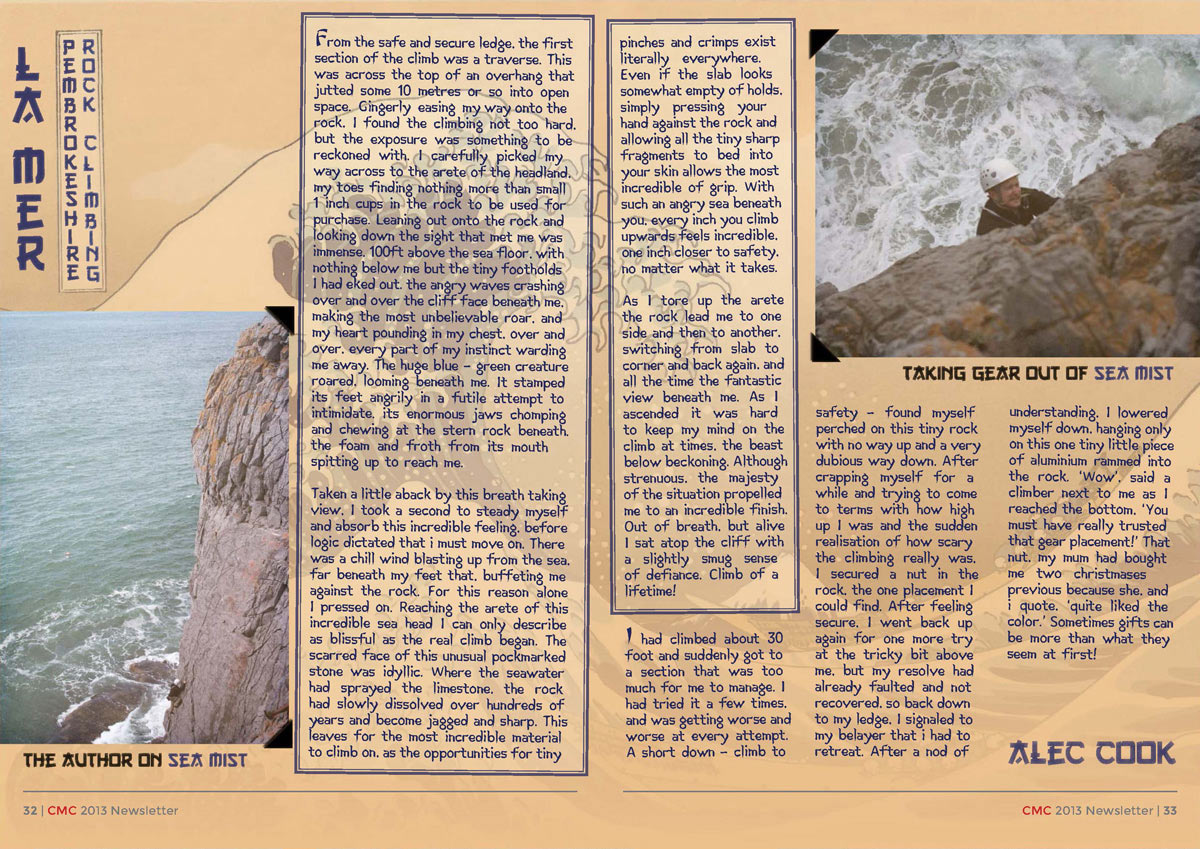 LA MER
PEMBROKESHIRE
ROCK CLIMBING
From the safe and secure ledge, the first
section of the climb was a traverse. This
was across the top of an overhang that
jutted some 10 metres or so into open
space. Gingerly easing my way onto the
rock, I found the climbing not too hard,
but the exposure was something to be
reckoned with. I carefully picked my
way across to the arete of the headland,
my toes finding nothing more than small
1 inch cups in the rock to be used for
purchase. Leaning out onto the rock and
looking down the sight that met me was
immense. 100ft above the sea floor, with
nothing below me but the tiny footholds
I had eked out, the angry waves crashing
over and over the cliff face beneath me,
making the most unbelievable roar, and
my heart pounding in my chest, over and
over, every part of my instinct warding
me away. The huge blue - green creature
roared, looming beneath me. It stamped
its feet angrily in a futile attempt to
intimidate, its enormous jaws chomping
and chewing at the stern rock beneath,
the foam and froth from its mouth
spitting up to reach me.
Taken a little aback by this breath taking
view, I took a second to steady myself
and absorb this incredible feeling, before
logic dictated that i must move on. There
was a chill wind blasting up from the sea,
far beneath my feet that, buffeting me
against the rock. For this reason alone
I pressed on. Reaching the arete of this
incredible sea head I can only describe
as blissful as the real climb began. The
scarred face of this unusual pockmarked
stone was idyllic. Where the seawater
had sprayed the limestone, the rock
had slowly dissolved over hundreds of
years and become jagged and sharp. This
leaves for the most incredible material
to climb on, as the opportunities for tiny
pinches and crimps exist
literally everywhere.
Even if the slab looks
somewhat empty of holds,
simply pressing your
hand against the rock and
allowing all the tiny sharp
fragments to bed into
your skin allows the most
incredible of grip. With
such an angry sea beneath
you, every inch you climb
upwards feels incredible,
one inch closer to safety,
no matter what it takes.
As I tore up the arete
the rock lead me to one
side and then to another,
switching from slab to
corner and back again, and
all the time the fantastic
view beneath me. As I
ascended it was hard
to keep my mind on the
climb at times, the beast
below beckoning. Although
strenuous, the majesty
of the situation propelled
me to an incredible finish.
Out of breath, but alive
I sat atop the cliff with
a slightly smug sense
of defiance. Climb of a
lifetime!
I had climbed about 30
foot and suddenly got to
a section that was too
much for me to manage. I
had tried it a few times,
and was getting worse and
worse at every attempt.
A short down - climb to
safety - found myself
perched on this tiny rock
with no way up and a very
dubious way down. After
crapping myself for a
while and trying to come
to terms with how high
up I was and the sudden
realisation of how scary
the climbing really was,
I secured a nut in the
rock, the one placement I
could find. After feeling
secure, I went back up
again for one more try
at the tricky bit above
me, but my resolve had
already faulted and not
recovered, so back down
to my ledge, I signaled to
my belayer that i had to
retreat. After a nod of
understanding, I lowered
myself down, hanging only
on this one tiny little piece
of aluminium rammed into
the rock. 'Wow', said a
climber next to me as I
reached the bottom, 'You
must have really trusted
that gear placement!' That
nut, my mum had bought
me two christmases
previous because she, and
i quote, 'quite liked the
color.' Sometimes gifts can
be more than what they
seem at first!
TAKING GEAR OUT OF SEA MIST
THE AUTHOR ON SEA MIST
ALEC COOK
32 | CMC 2013 Newsletter
CMC 2013 Newsletter | 33